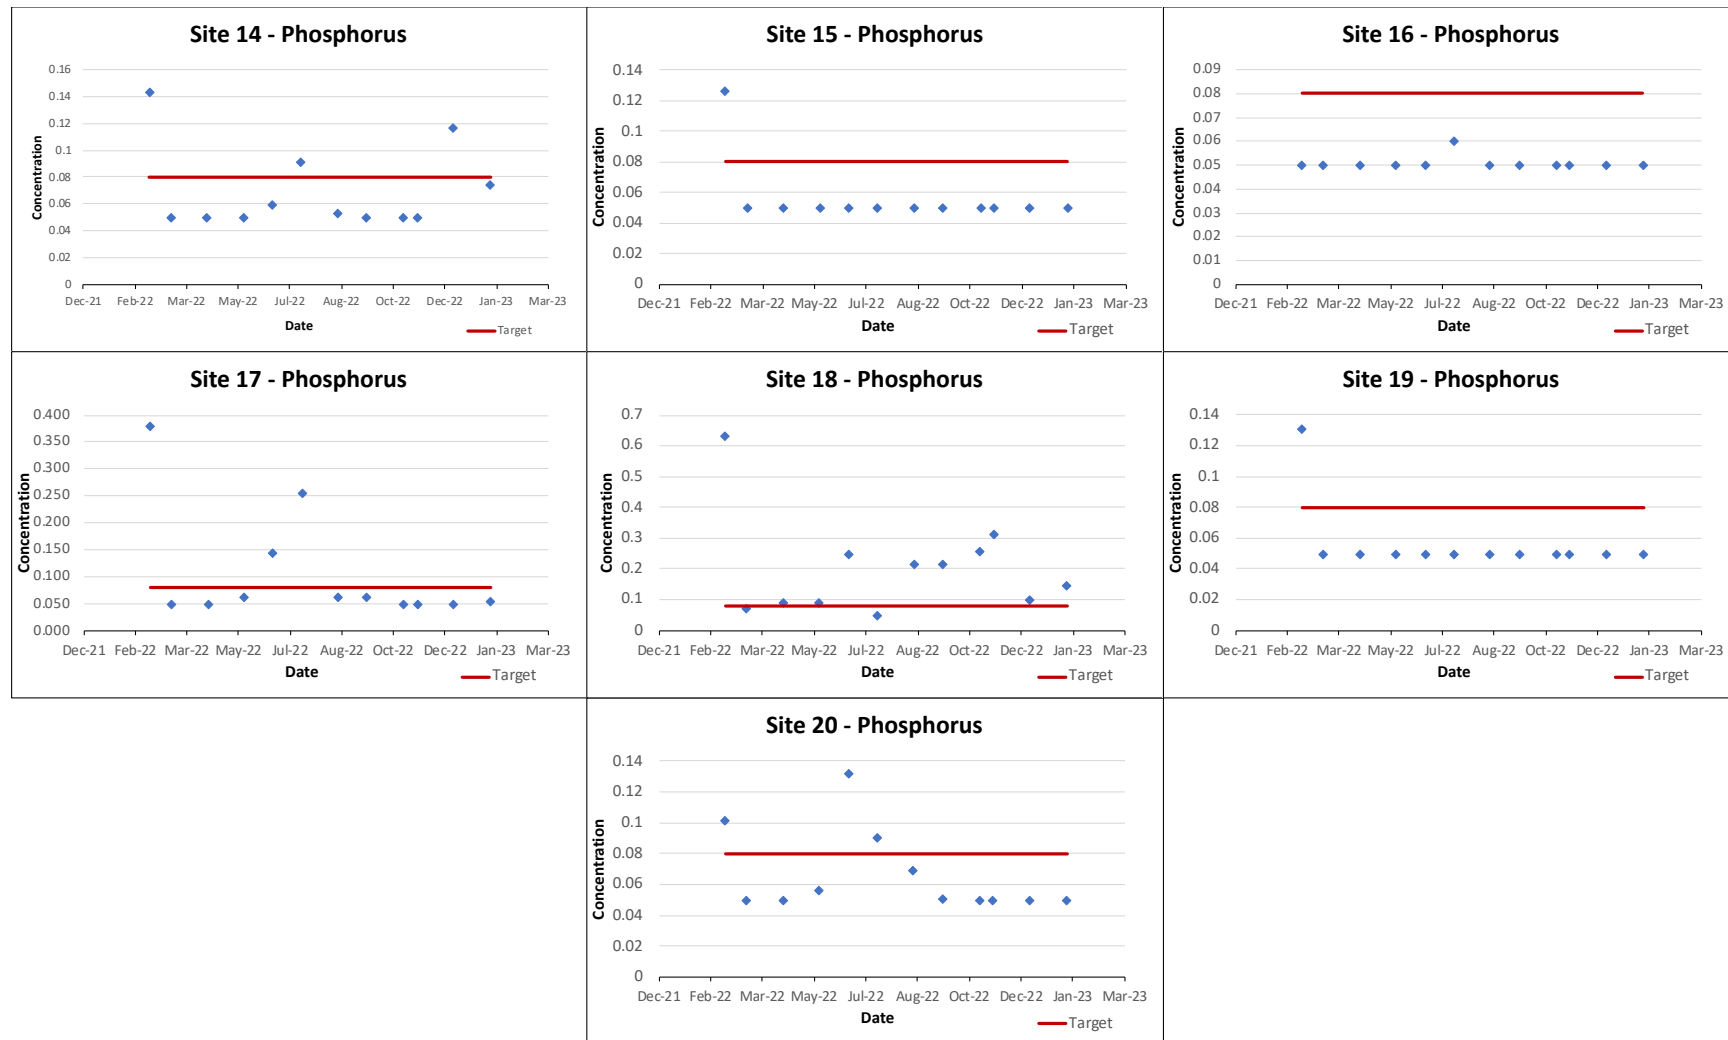 Site 14 - Phosphorus
0.16
0.14
0.12
0.1
0.08
0.06
0.04
0.02
0
Concentration
Dec-21 Feb-22 Mar-22 May-22 Jul-22 Aug-22 Oct-22 Dec-22 Jan-23 Mar-23
Date
Target
Site 15 - Phosphorus
0.14
0.12
0.1
0.08
0.06
0.04
0.02
0
Concentration
Dec-21 Feb-22 Mar-22 May-22 Jul-22 Aug-22 Oct-22 Dec-22 Jan-23 Mar-23
Date
Target
Site 16 - Phosphorus
0.09
0.08
0.07
0.06
0.05
0.04
0.03
0.02
0.01
0
Concentration
Dec-21 Feb-22 Mar-22 May-22 Jul-22 Aug-22 Oct-22 Dec-22 Jan-23 Mar-23
Date
Target
Site 17 - Phosphorus
0.400
0.350
0.300
0.250
0.200
0.150
0.100
0.050
0.000
Concentration
Dec-21 Feb-22 Mar-22 May-22 Jul-22 Aug-22 Oct-22 Dec-22 Jan-23 Mar-23
Date
Target
Site 18 - Phosphorus
0.7
0.6
0.5
0.4
0.3
0.2
0.1
0
Concentration
Dec-21 Feb-22 Mar-22 May-22 Jul-22 Aug-22 Oct-22 Dec-22 Jan-23 Mar-23
Date
Target
Site 19 - Phosphorus
0.14
0.12
0.1
0.08
0.06
0.04
0.02
0
Concentration
Dec-21 Feb-22 Mar-22 May-22 Jul-22 Aug-22 Oct-22 Dec-22 Jan-23 Mar-23
Date
Target
Site 20 - Phosphorus
0.14
0.12
0.1
0.08
0.06
0.04
0.02
0
Concentration
Dec-21 Feb-22 Mar-22 May-22 Jul-22 Aug-22 Oct-22 Dec-22 Jan-23 Mar-23
Date
Target